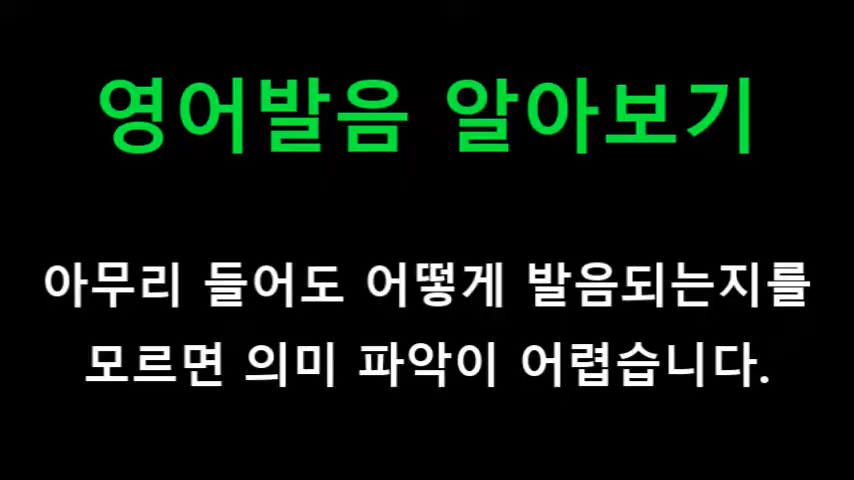 영어발음 알아보기
아무리 들어도 어떻게 발음되는지를
모르면 의미 파악이 어렵습니다.